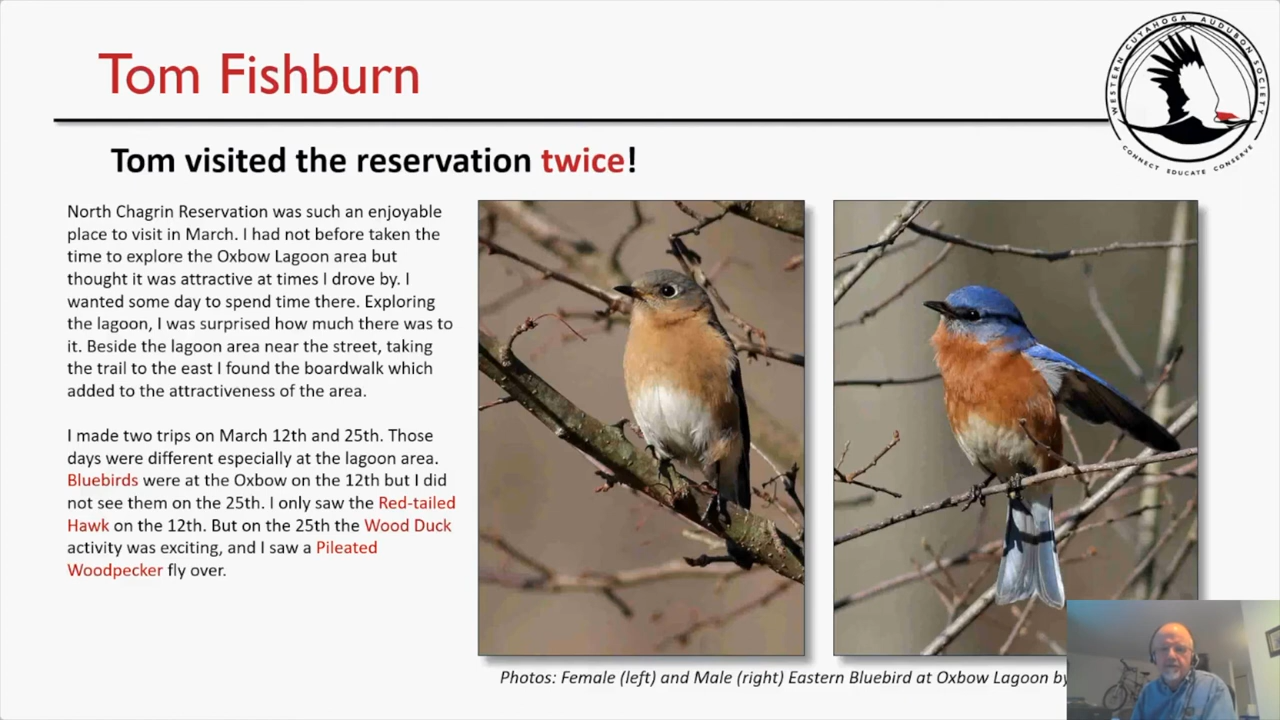 Tom Fishburn
WESTERN CUYAHOGA AUDUBON SOCIETY
CONNECT EDUCATE CONSERVE
Tom visited the reservation twice!
North Chagrin Reservation was such an enjoyable
place to visit in March. I had not before taken the
time to explore the Oxbow Lagoon area but
thought it was attractive at times I drove by. I
wanted some day to spend time there. Exploring
the lagoon, I was surprised how much there was to
it. Beside the lagoon area near the street, taking
the trail to the east I found the boardwalk which
added to the attractiveness of the area.
I made two trips on March 12th and 25th. Those
days were different especially at the lagoon area.
Bluebirds were at the Oxbow on the 12th but I did
not see them on the 25th. I only saw the Red-tailed
Hawk on the 12th. But on the 25th the Wood Duck
activity was exciting, and I saw a Pileated
Woodpecker fly over.
Photos: Female (left) and Male (right) Eastern Bluebird at Oxbow Lagoon by